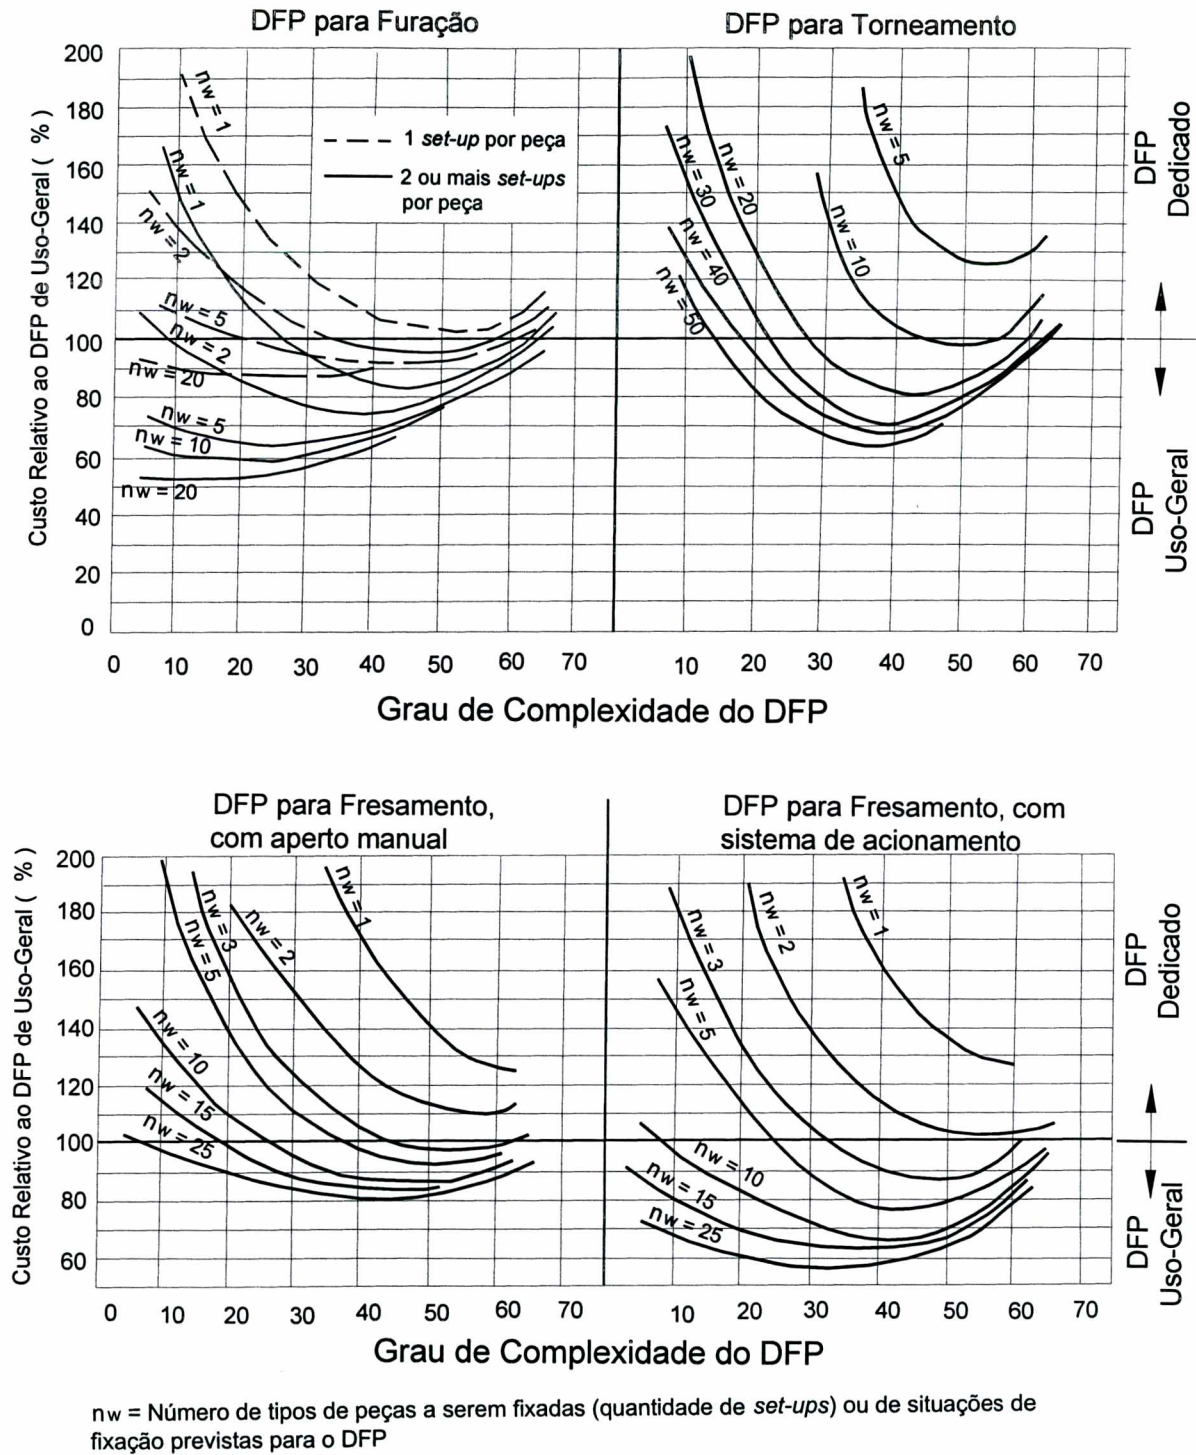 DFP para Furação
DFP para Torneamento
Custo Relativo ao DFP de Uso-Geral ( %)
200
180
160
140
120
100
80
60
40
20
0
nw = 1
nw = 1
nw = 2
nw = 5
nw = 2
nw = 20
nw = 5
nw = 10
nw = 20
1 set-up por peça
2 ou mais set-ups
por peça
nw = 30
nw = 20
nw = 40
nw = 50
nw = 10
nw = 5
DFP
Dedicado
DFP
Uso-Geral
0 10 20 30 40 50 60 70
10 20 30 40 50 60 70
Grau de Complexidade do DFP
DFP para Fresamento,
com aperto manual
DFP para Fresamento, com
sistema de acionamento
Custo Relativo ao DFP de Uso-Geral ( %)
200
180
160
140
120
100
80
60
nw = 1
nw = 2
nw = 3
nw = 5
nw = 10
nw = 15
nw = 25
nw = 1
nw = 2
nw = 3
nw = 5
nw = 10
nw = 15
nw = 25
DFP
Dedicado
DFP
Uso-Geral
0 10 20 30 40 50 60 70
10 20 30 40 50 60 70
Grau de Complexidade do DFP
nw = Número de tipos de peças a serem fixadas (quantidade de set-ups) ou de situações de
fixação previstas para o DFP